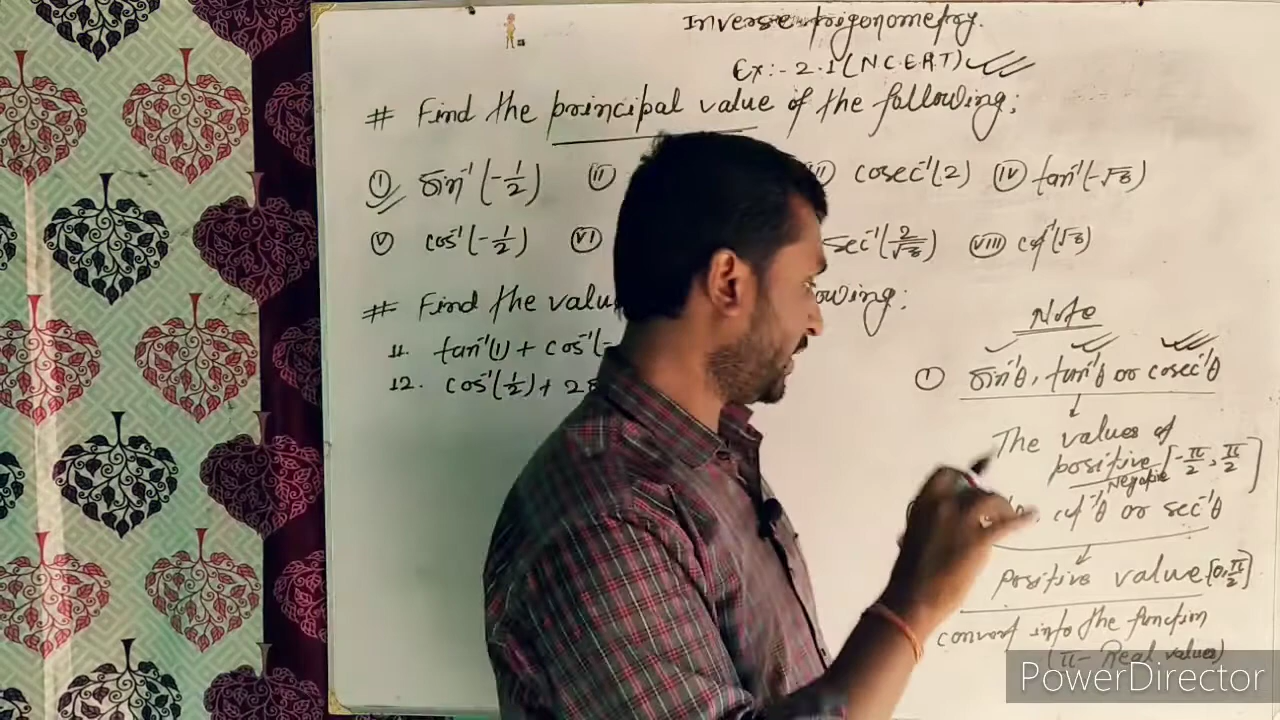 Inverse trigonometry.
Ex:- 2.1 (N.C.E.R.T)
# Find the principal value of the following;
(i) sin⁻¹(-1/2) (ii) cosec⁻¹(2) (iv) tan⁻¹(-√3)
(v) cos⁻¹(-1/2) (vi) sec⁻¹(2/√3) (viii) cot⁻¹(√3)
# Find the valu owing;
11. tan⁻¹(1) + cos⁻¹(-
12. cos⁻¹(1/2) + 2s
Note
(1) sin⁻¹θ, tan⁻¹θ or cosec⁻¹θ
The values of
positive [-π/2, π/2]
Negative
θ, cot⁻¹θ or sec⁻¹θ
positive value [0, π/2]
convert into the function
(π - Real values)
PowerDirector